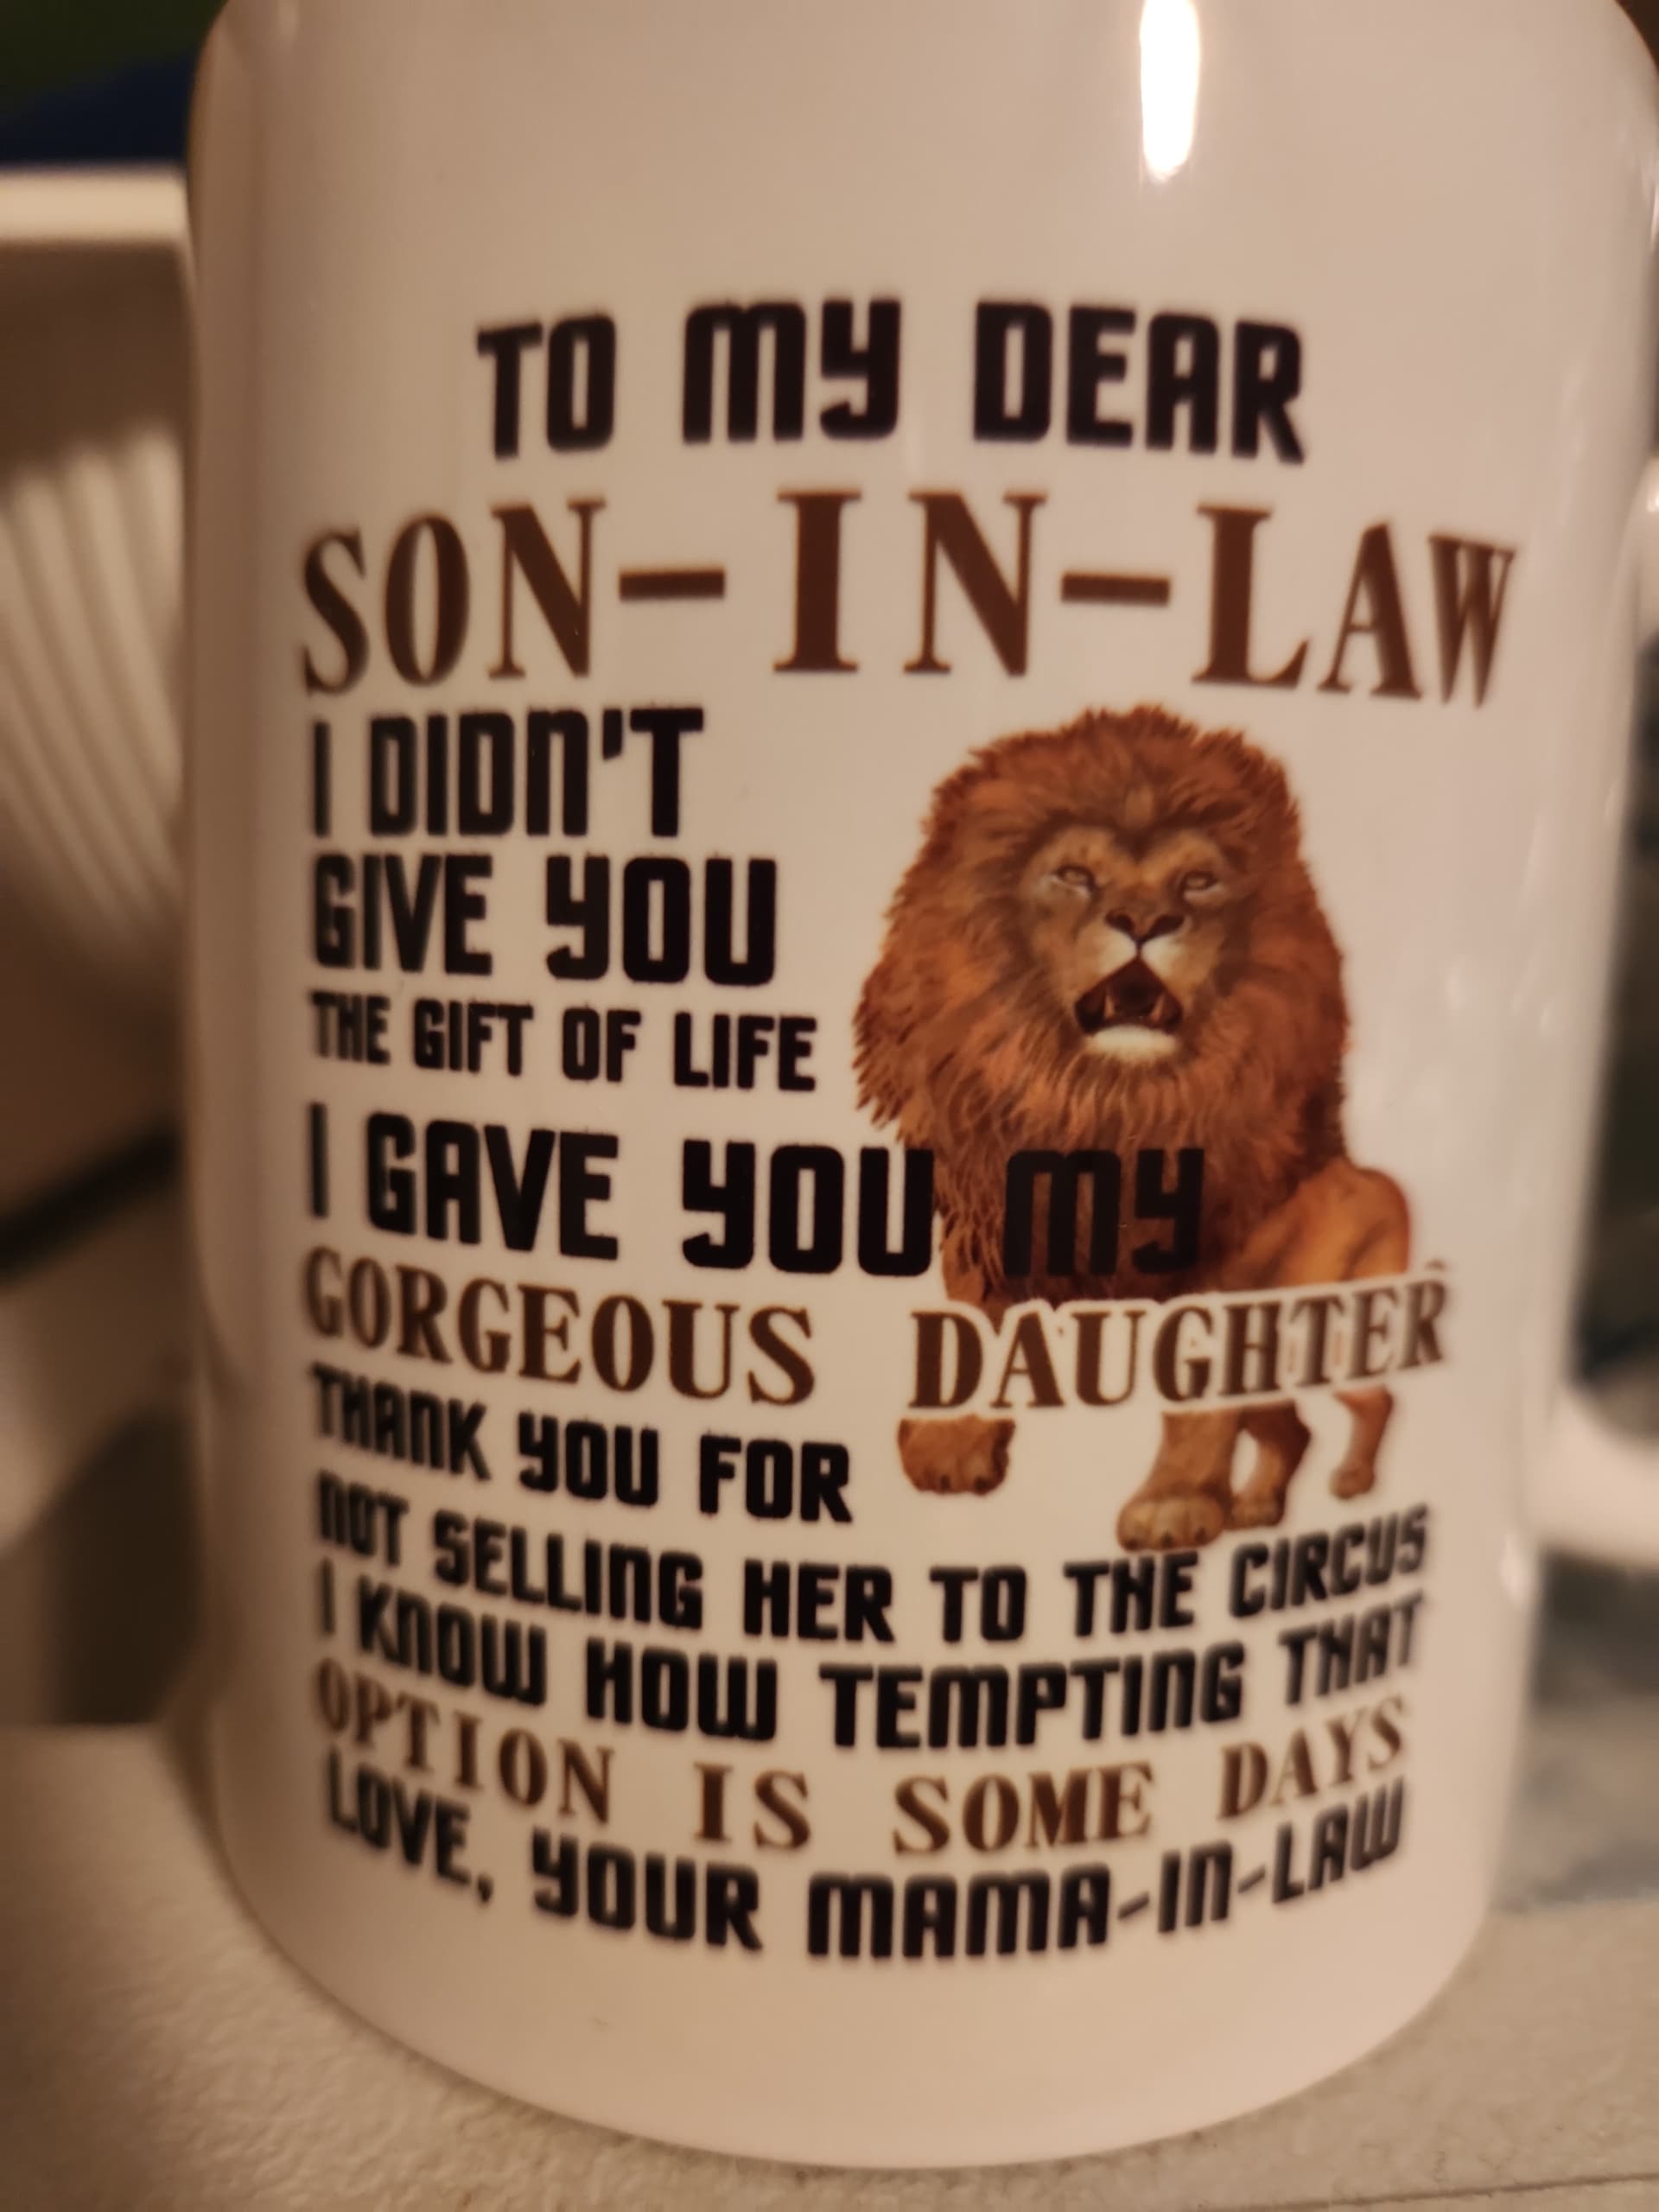 TO MY DEAR
SON-IN-LAW
I DIDN'T
GIVE YOU
THE GIFT OF LIFE
I GAVE YOU MY
GORGEOUS DAUGHTER
THANK YOU FOR
NOT SELLING HER TO THE CIRCUS
I KNOW HOW TEMPTING THAT
OPTION IS SOME DAYS
LOVE, YOUR MAMA-IN-LAW